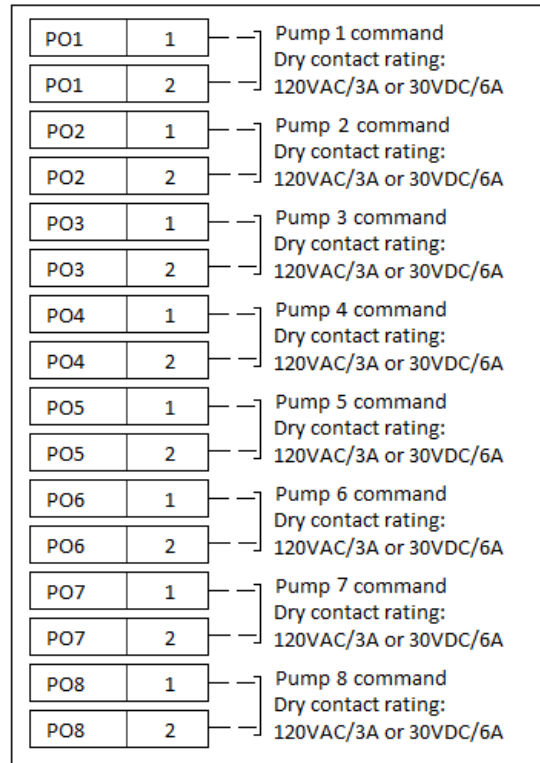 PO1 1 Pump 1 command
Dry contact rating:
PO1 2 120VAC/3A or 30VDC/6A
PO2 1 Pump 2 command
Dry contact rating:
PO2 2 120VAC/3A or 30VDC/6A
PO3 1 Pump 3 command
Dry contact rating:
PO3 2 120VAC/3A or 30VDC/6A
PO4 1 Pump 4 command
Dry contact rating:
PO4 2 120VAC/3A or 30VDC/6A
PO5 1 Pump 5 command
Dry contact rating:
PO5 2 120VAC/3A or 30VDC/6A
PO6 1 Pump 6 command
Dry contact rating:
PO6 2 120VAC/3A or 30VDC/6A
PO7 1 Pump 7 command
Dry contact rating:
PO7 2 120VAC/3A or 30VDC/6A
PO8 1 Pump 8 command
Dry contact rating:
PO8 2 120VAC/3A or 30VDC/6A